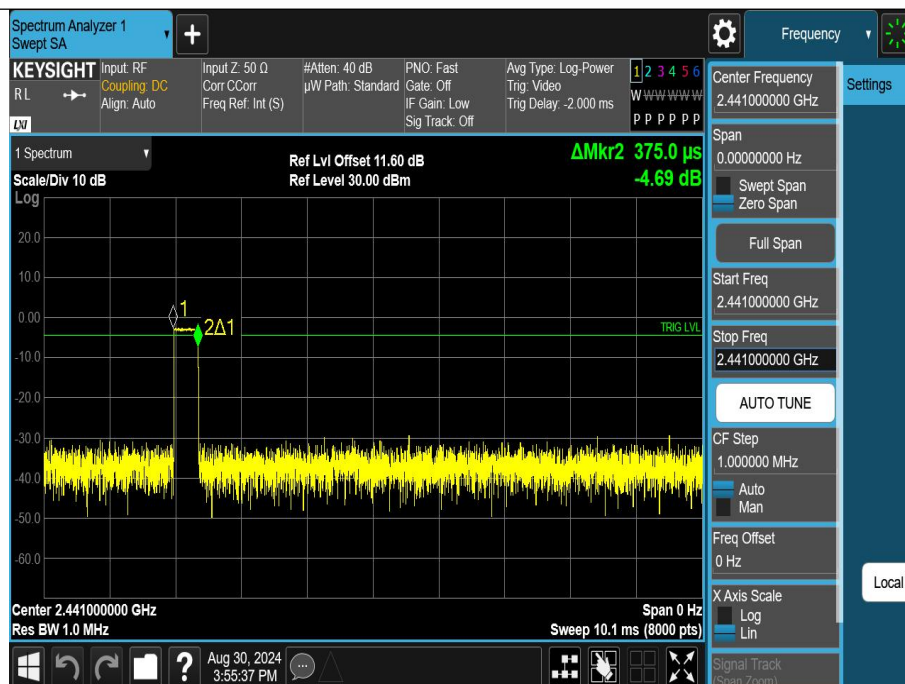 Spectrum Analyzer 1
Swept SA
+
Frequency
KEYSIGHT
RL
LXI
Input: RF
Coupling: DC
Align: Auto
Input Z: 50 Ω
Corr CCorr
Freq Ref: Int (S)
#Atten: 40 dB
µW Path: Standard
PNO: Fast
Gate: Off
IF Gain: Low
Sig Track: Off
Avg Type: Log-Power
Trig: Video
Trig Delay: -2.000 ms
1 2 3 4 5 6
W W W W W W
P P P P P P
Center Frequency
2.441000000 GHz
Settings
Span
0.00000000 Hz
Swept Span
Zero Span
Full Span
Start Freq
2.441000000 GHz
Stop Freq
2.441000000 GHz
AUTO TUNE
CF Step
1.000000 MHz
Auto
Man
Freq Offset
0 Hz
X Axis Scale
Log
Lin
Signal Track
(Span Zoom)
Local
1 Spectrum
Scale/Div 10 dB
Log
Ref Lvl Offset 11.60 dB
Ref Level 30.00 dBm
ΔMkr2 375.0 µs
-4.69 dB
20.0
10.0
0.00
-10.0
-20.0
-30.0
-40.0
-50.0
-60.0
1
2Δ1
TRIG LVL
Center 2.441000000 GHz
Res BW 1.0 MHz
Span 0 Hz
Sweep 10.1 ms (8000 pts)
?
Aug 30, 2024
3:55:37 PM